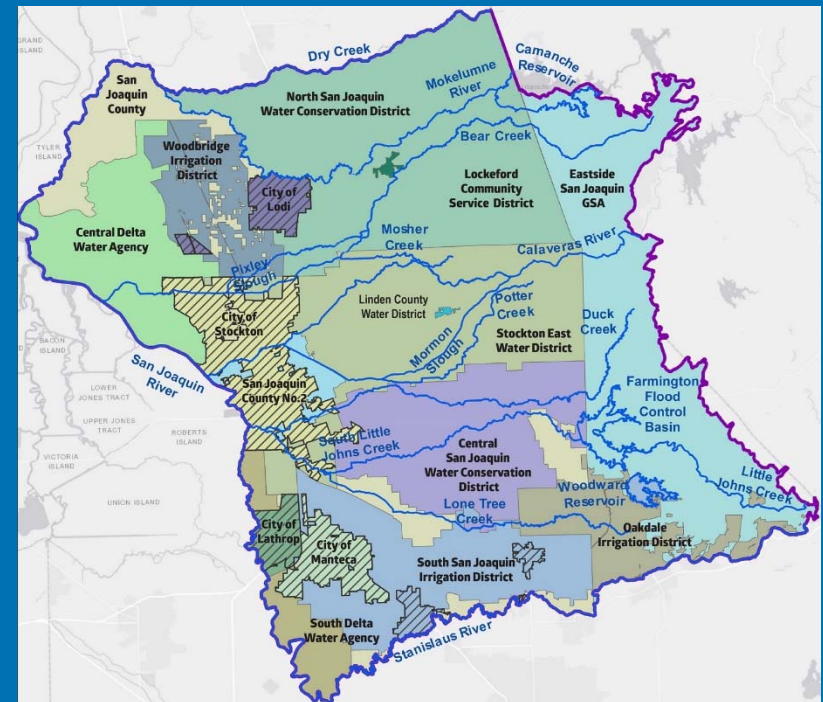 GRAND
ISLAND
San
Joaquin
County
Dry Creek
Camanche
Reservoir
Mokelumne
River
North San Joaquin
Water Conservation District
Bear Creek
TYLER
ISLAND
Woodbridge
Irrigation
District
City of
Lodi
Lockeford
Community
Service District
Eastside
San Joaquin
GSA
Central Delta
Water Agency
Mosher
Creek
Calaveras River
Pixley
Slough
Linden County
Water District
Potter
Creek
City of
Stockton
Mormon
Slough
Stockton East
Water District
Duck
Creek
BACON
ISLAND
San Joaquin
River
LOWER
JONES TRACT
San Joaquin
County No.2
Farmington
Flood
Control
Basin
UPPER JONES
TRACT
ROBERTS
ISLAND
South Little
Johns Creek
Central
San Joaquin
Water Conservation
District
VICTORIA
ISLAND
Woodward
Reservoir
Little
Johns Creek
UNION ISLAND
Lone Tree
Creek
City of
Lathrop
City of
Manteca
Oakdale
Irrigation District
South San Joaquin
Irrigation District
South Delta
Water Agency
Stanislaus River